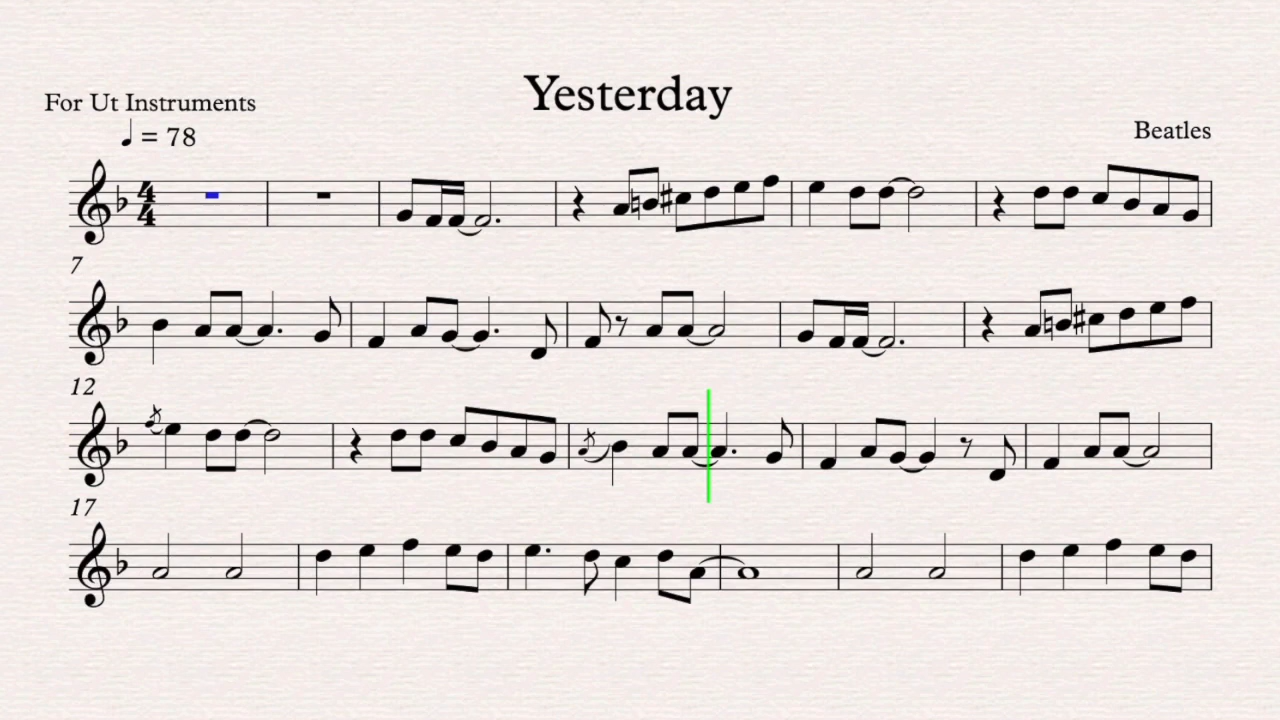 Yesterday
For Ut Instruments
♩ = 78
Beatles
4
4
7
12
17